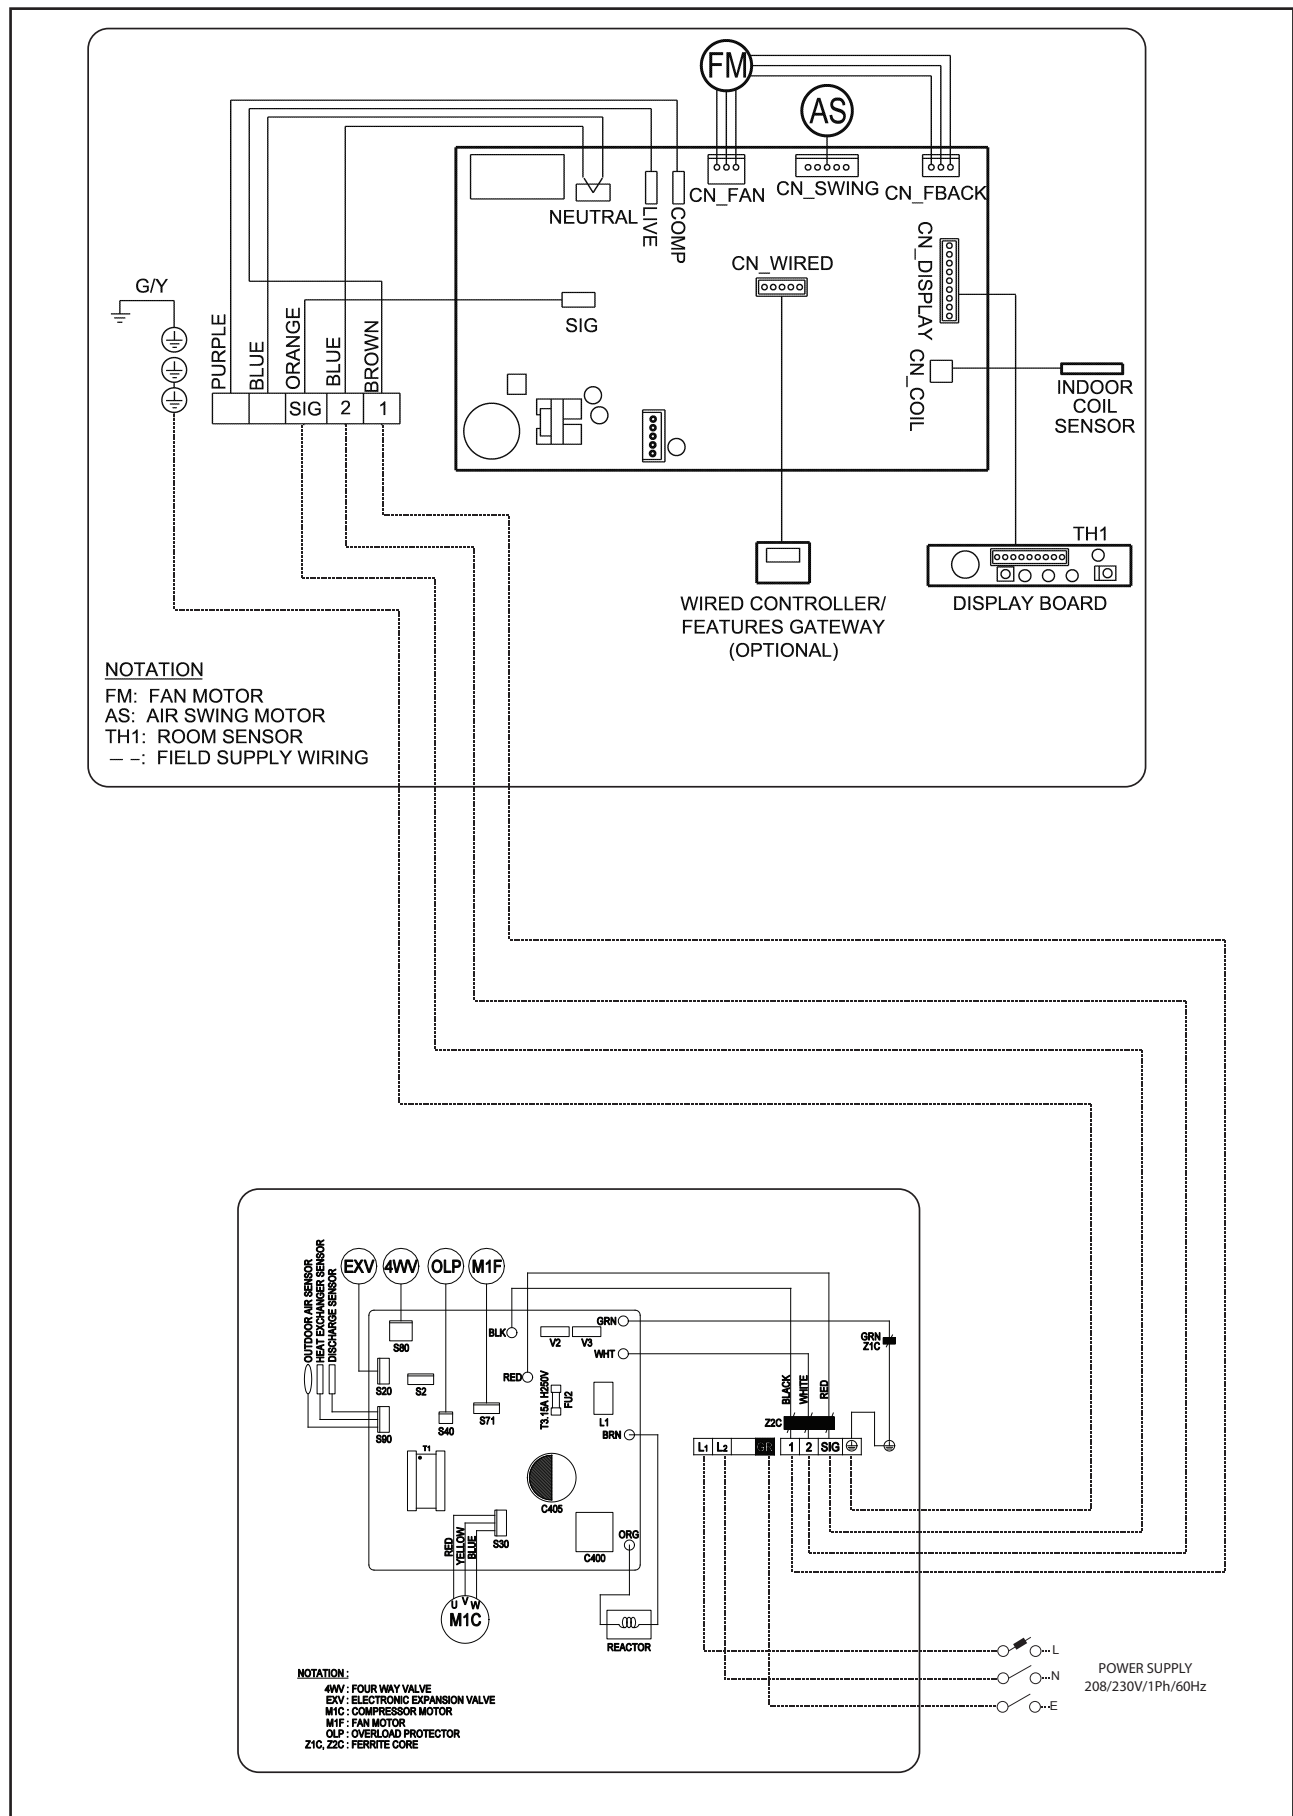 FM
AS
CN_FAN
CN_SWING
CN_FBACK
NEUTRAL
LIVE
COMP
CN_WIRED
CN_DISPLAY
SIG
CN_COIL
G/Y
PURPLE
BLUE
ORANGE
BLUE
BROWN
SIG 2 1
INDOOR
COIL
SENSOR
TH1
DISPLAY BOARD
WIRED CONTROLLER/
FEATURES GATEWAY
(OPTIONAL)
NOTATION
FM: FAN MOTOR
AS: AIR SWING MOTOR
TH1: ROOM SENSOR
– –: FIELD SUPPLY WIRING
OUTDOOR AIR SENSOR
HEAT EXCHANGER SENSOR
DISCHARGE SENSOR
EXV
4WV
OLP
M1F
S80
S20
S2
S90
S40
S71
BLK
RED
V2
V3
GRN
WHT
T3.15A H250V
FU2
L1
BRN
T1
C405
S30
C400
ORG
RED
YELLOW
BLUE
U V W
M1C
REACTOR
GRN
Z1C
BLACK
WHITE
RED
Z2C
L1 L2 GR 1 2 SIG
L
N
E
POWER SUPPLY
208/230V/1Ph/60Hz
NOTATION :
4WV : FOUR WAY VALVE
EXV : ELECTRONIC EXPANSION VALVE
M1C : COMPRESSOR MOTOR
M1F : FAN MOTOR
OLP : OVERLOAD PROTECTOR
Z1C, Z2C : FERRITE CORE